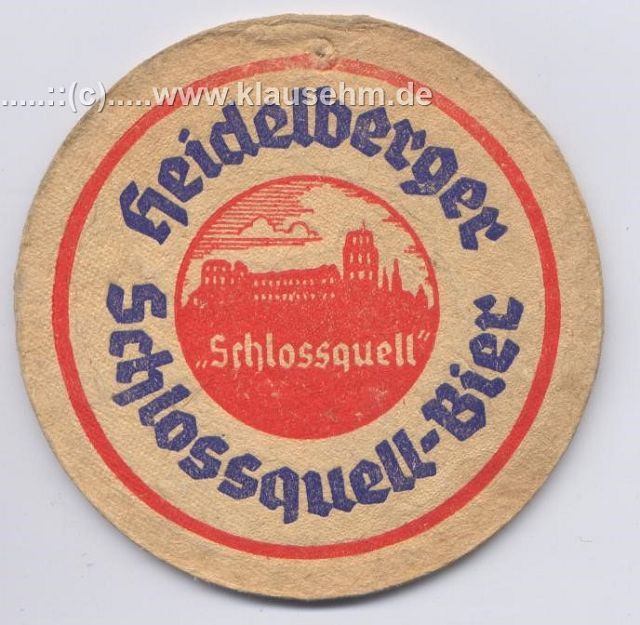 .....::(c).....www.klausehm.de
Heidelberger
„Schlossquell"
Schlossquell-Bier